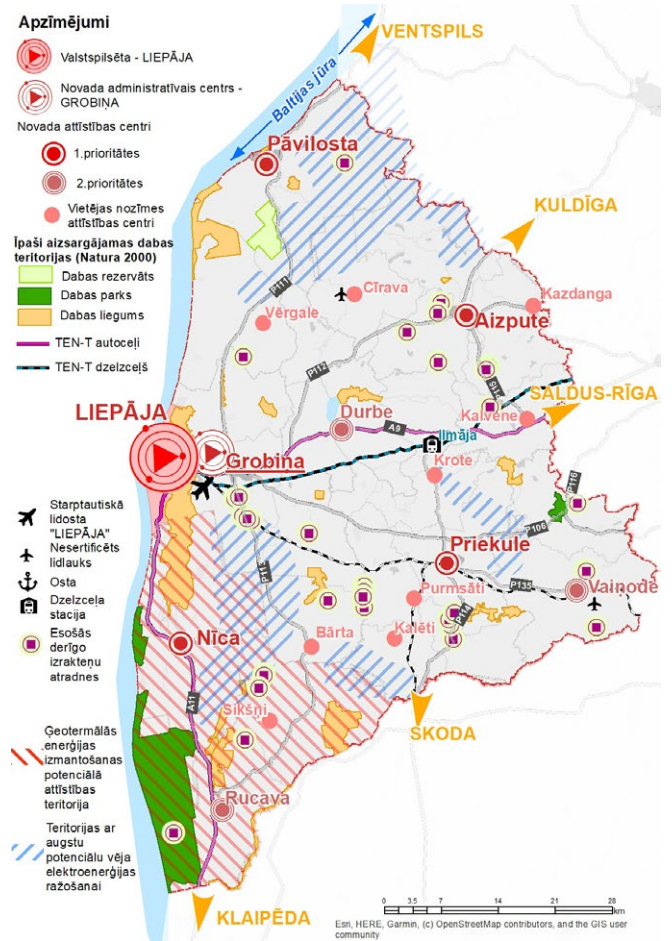 Apzīmējumi
Valstspilsēta - LIEPĀJA
Novada administratīvais centrs -
GROBIŅA
Novada attīstības centri
1.prioritātes
2.prioritātes
Vietējas nozīmes
attīstības centri
Īpaši aizsargājamas dabas
teritorijas (Natura 2000)
Dabas rezervāts
Dabas parks
Dabas liegums
TEN-T autoceļi
TEN-T dzelzceļš
Starptautiskā
lidosta
"LIEPĀJA"
Nesertificēts
lidlauks
Osta
Dzelzceļa
stacija
Esošās
derīgo
izrakteņu
atradnes
Ģeotermālās
enerģijas
izmantošanas
potenciālā
attīstības
teritorija
Teritorijas ar
augstu
potenciālu vēja
elektroenerģijas
ražošanai
VENTSPILS
Baltijas jūra
Pāvilosta
KULDĪGA
P111
Cīrava
Kazdanga
Vērgale
Aizpute
P112
P115
SALDUS-RĪGA
LIEPĀJA
Durbe
Kalvene
A9
Ilmāja
Grobiņa
Krote
P116
P106
Priekule
P113
P135
Vaiņode
Purmsāti
P114
Nīca
Bārta
Kalēti
A11
Sikšņi
SKODA
Rucava
KLAIPĒDA
0 3.5 7 14 21 28
km
Esri, HERE, Garmin, (c) OpenStreetMap contributors, and the GIS user
community